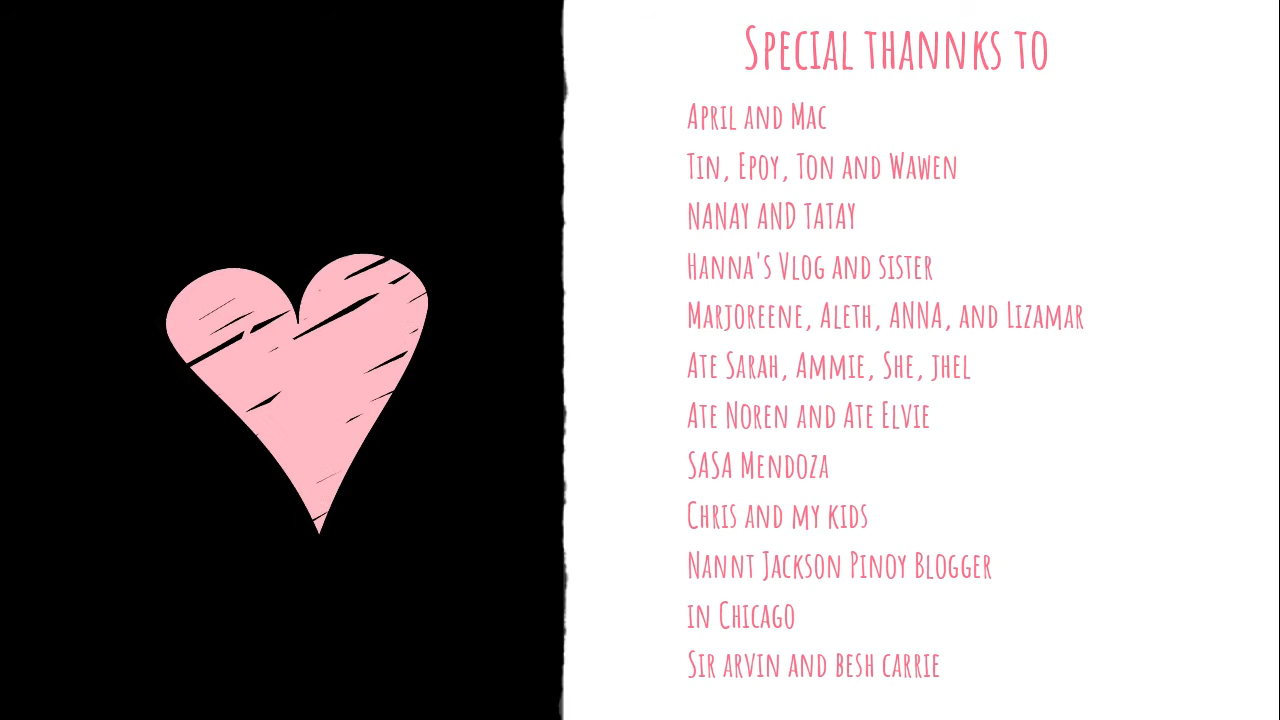 Special thannks to
April and Mac
Tin, Epoy, Ton and Wawen
NANAY AND TATAY
Hanna's Vlog and sister
Marjoreene, Aleth, ANNA, and Lizamar
Ate Sarah, Ammie, She, jhel
Ate Noren and Ate Elvie
SASA Mendoza
Chris and my kids
Nannt Jackson Pinoy Blogger
in Chicago
Sir arvin and besh carrie